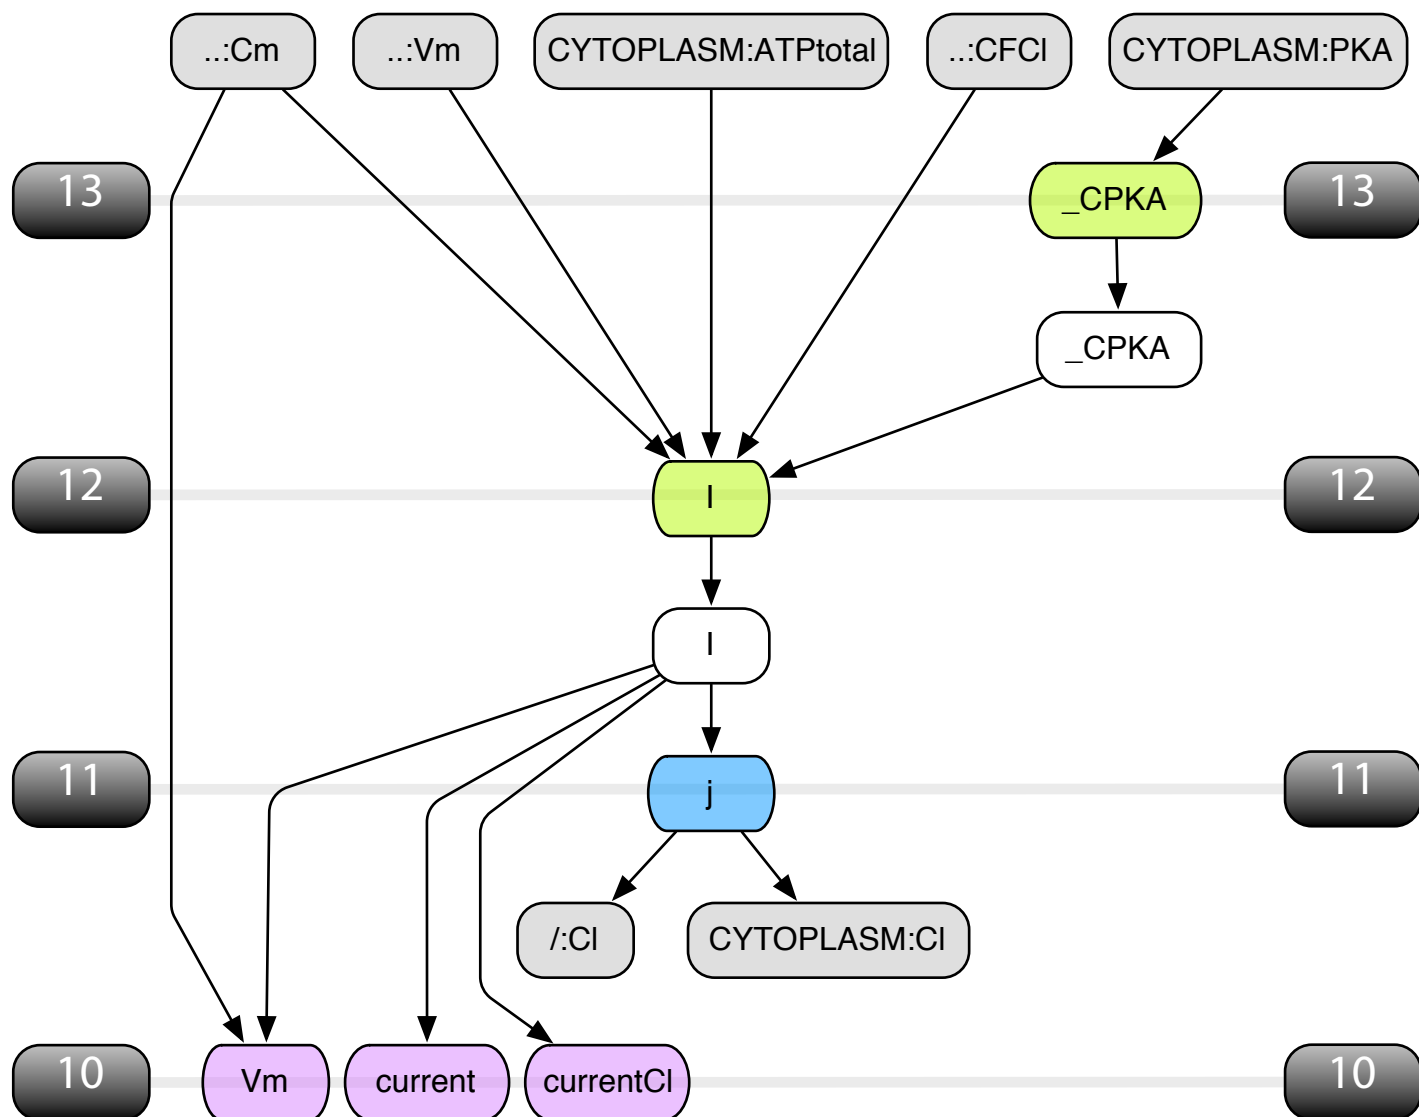 ..:Cm
..:Vm
CYTOPLASM:ATPtotal
..:CFCl
CYTOPLASM:PKA
13
_CPKA
13
_CPKA
12
I
12
I
11
j
11
/:Cl
CYTOPLASM:Cl
10
Vm
current
currentCl
10